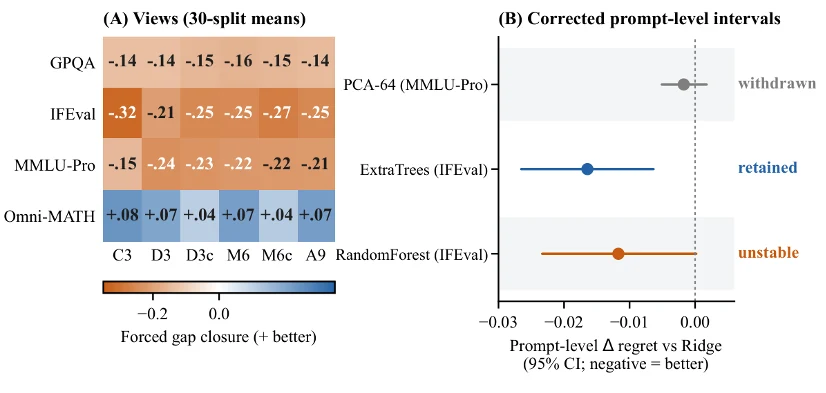 (A) Views (30-split means)
GPQA -.14 -.14 -.15 -.16 -.15 -.14
IFEval -.32 -.21 -.25 -.25 -.27 -.25
MMLU-Pro -.15 -.24 -.23 -.22 -.22 -.21
Omni-MATH +.08 +.07 +.04 +.07 +.04 +.07
C3 D3 D3c M6 M6c A9
−0.2 0.0
Forced gap closure (+ better)
(B) Corrected prompt-level intervals
PCA-64 (MMLU-Pro) withdrawn
ExtraTrees (IFEval) retained
RandomForest (IFEval) unstable
−0.03 −0.02 −0.01 0.00
Prompt-level Δ regret vs Ridge
(95% CI; negative = better)